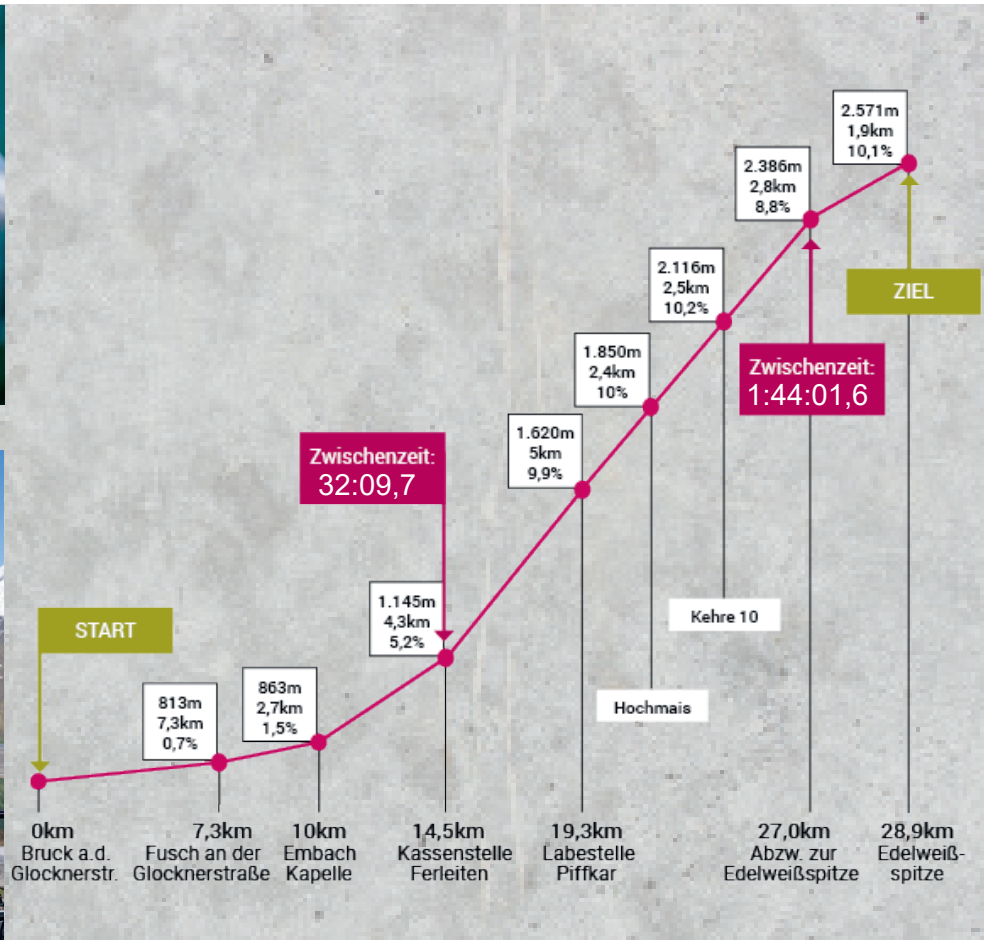 2.571m
1,9km
10,1%
2.386m
2,8km
8,8%
2.116m
2,5km
10,2%
ZIEL
1.850m
2,4km
10%
Zwischenzeit:
1:44:01,6
1.620m
5km
9,9%
Zwischenzeit:
32:09,7
1.145m
4,3km
5,2%
START
Kehre 10
863m
2,7km
1,5%
813m
7,3km
0,7%
Hochmais
0km
Bruck a.d.
Glocknerstr.
7,3km
Fusch an der
Glocknerstraße
10km
Embach
Kapelle
14,5km
Kassenstelle
Ferleiten
19,3km
Labestelle
Piffkar
27,0km
Abzw. zur
Edelweißspitze
28,9km
Edelweiß-
spitze